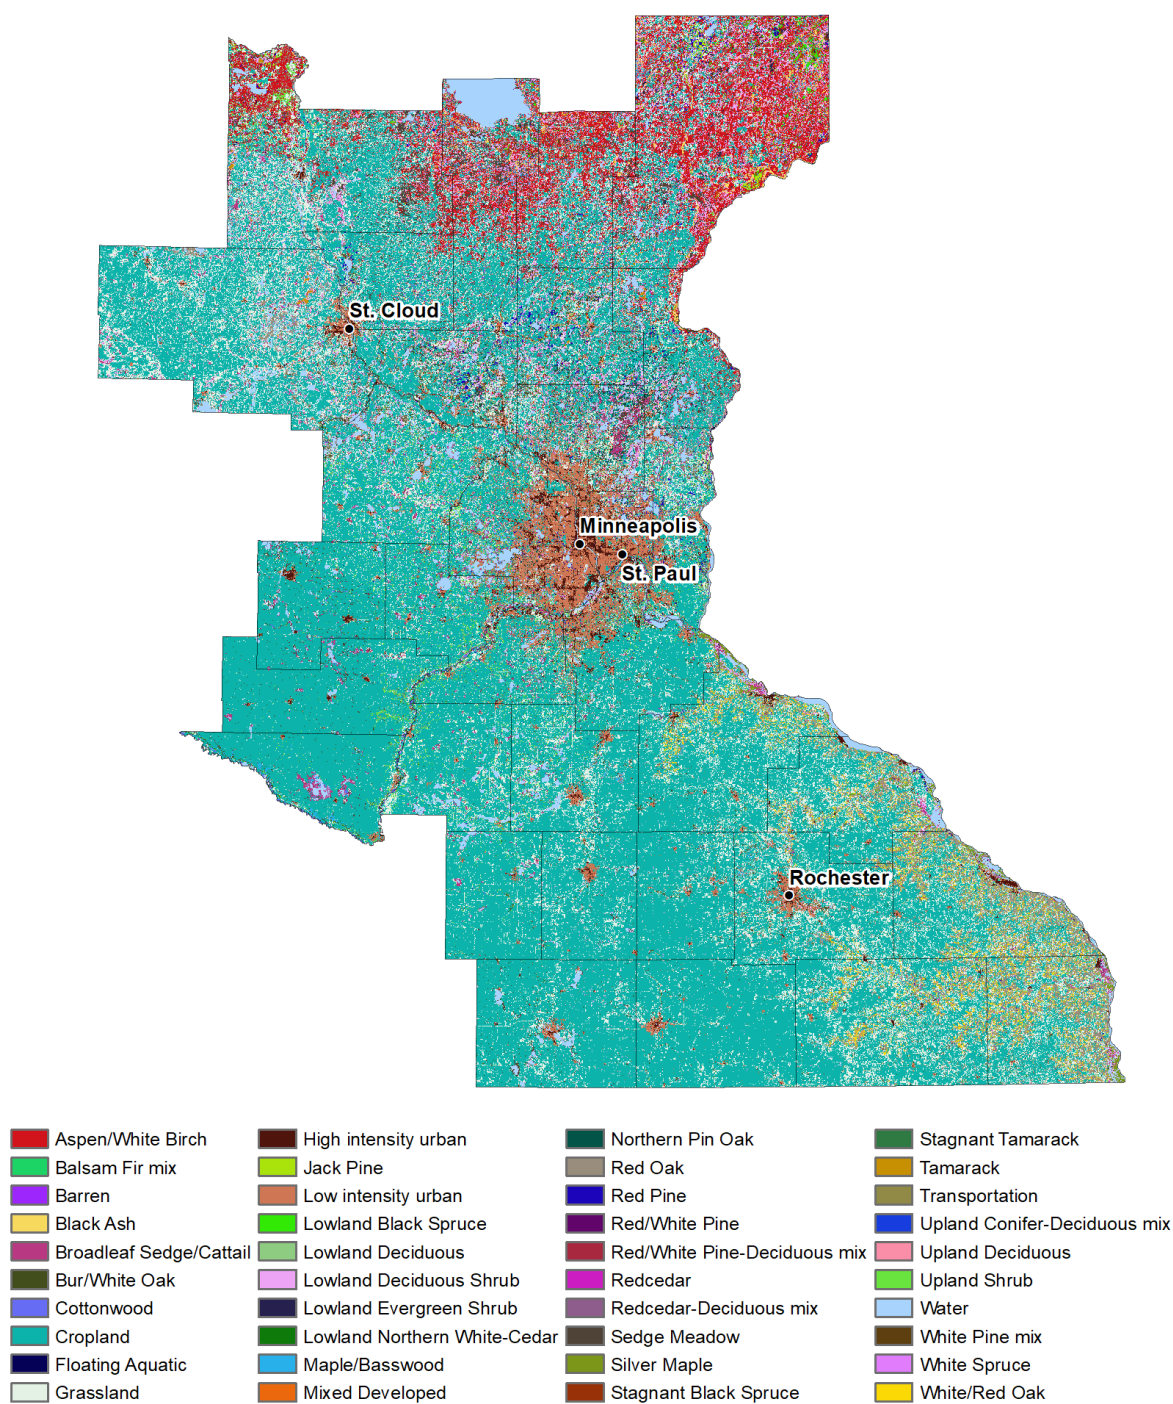 St. Cloud
Minneapolis
St. Paul
Rochester
Aspen/White Birch
Balsam Fir mix
Barren
Black Ash
Broadleaf Sedge/Cattail
Bur/White Oak
Cottonwood
Cropland
Floating Aquatic
Grassland
High intensity urban
Jack Pine
Low intensity urban
Lowland Black Spruce
Lowland Deciduous
Lowland Deciduous Shrub
Lowland Evergreen Shrub
Lowland Northern White-Cedar
Maple/Basswood
Mixed Developed
Northern Pin Oak
Red Oak
Red Pine
Red/White Pine
Red/White Pine-Deciduous mix
Redcedar
Redcedar-Deciduous mix
Sedge Meadow
Silver Maple
Stagnant Black Spruce
Stagnant Tamarack
Tamarack
Transportation
Upland Conifer-Deciduous mix
Upland Deciduous
Upland Shrub
Water
White Pine mix
White Spruce
White/Red Oak